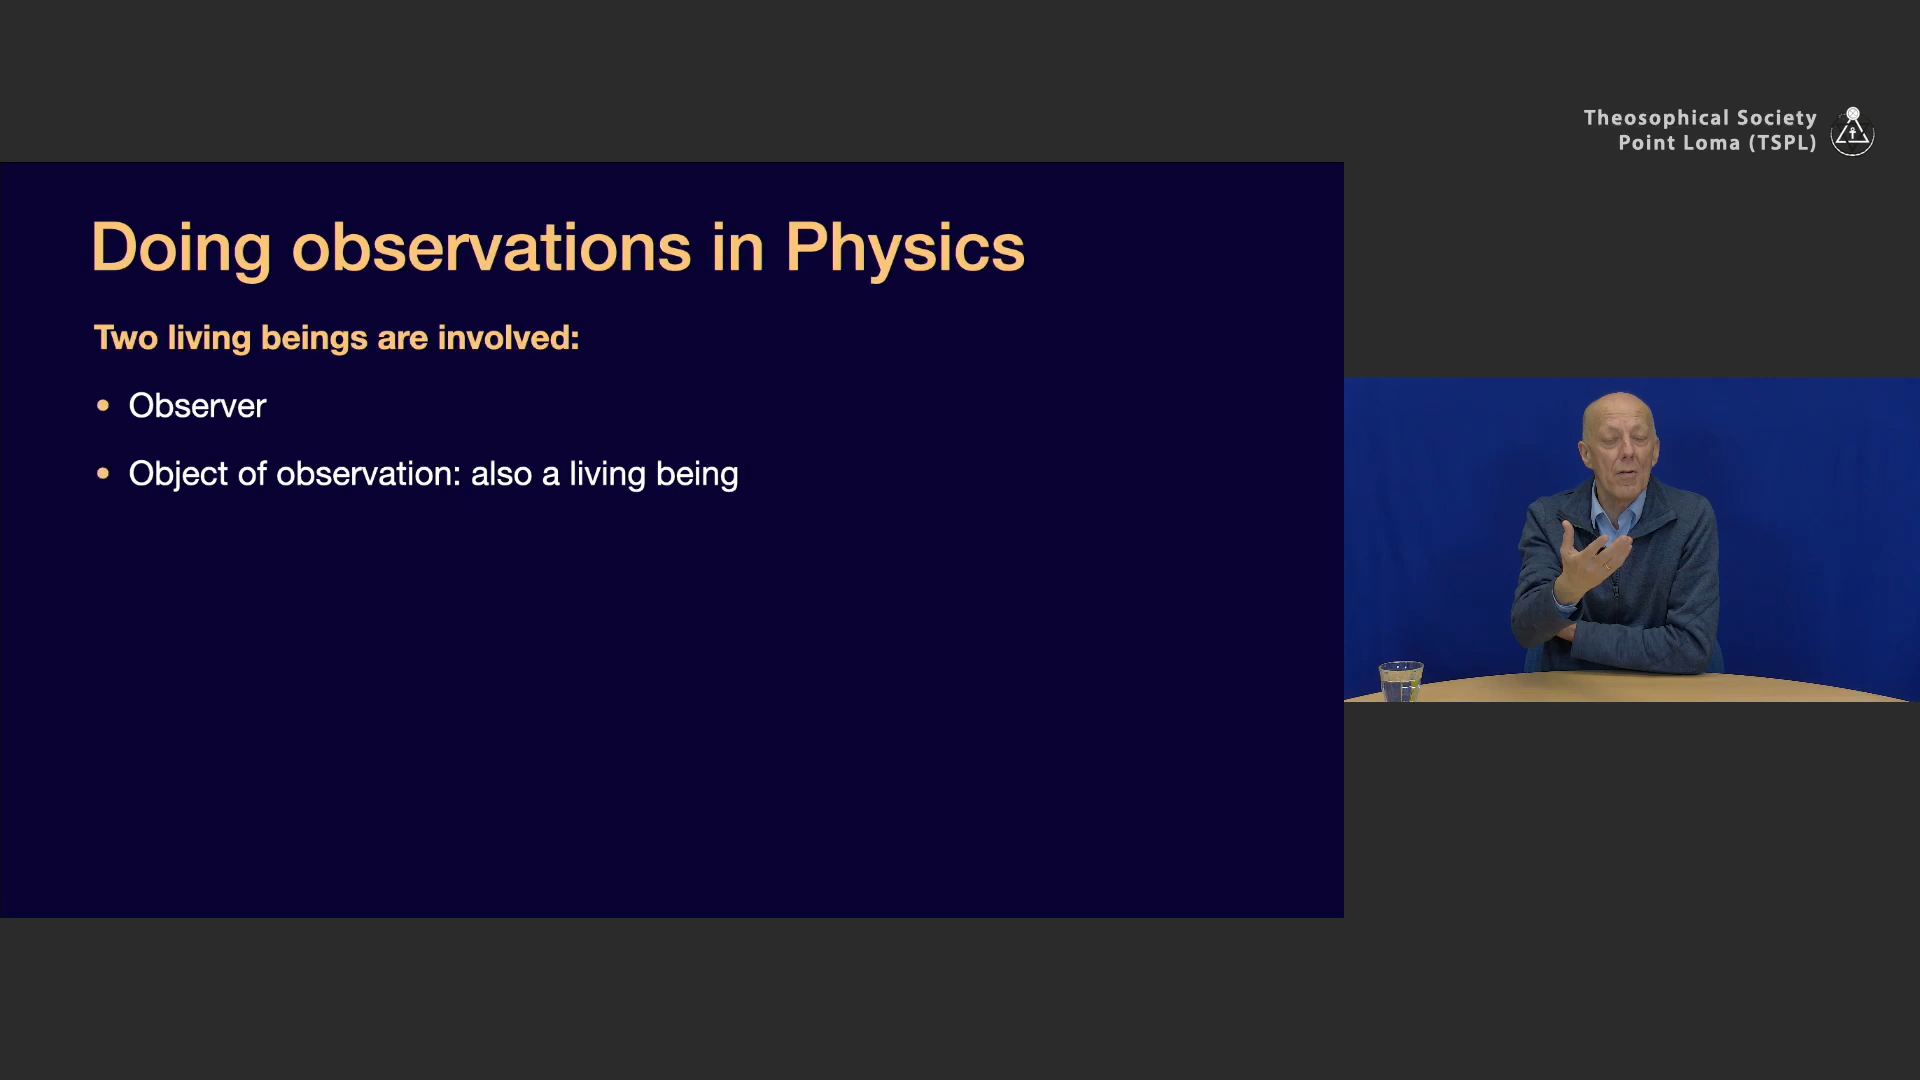 Theosophical Society
Point Loma (TSPL)
Doing observations in Physics
Two living beings are involved:
• Observer
• Object of observation: also a living being